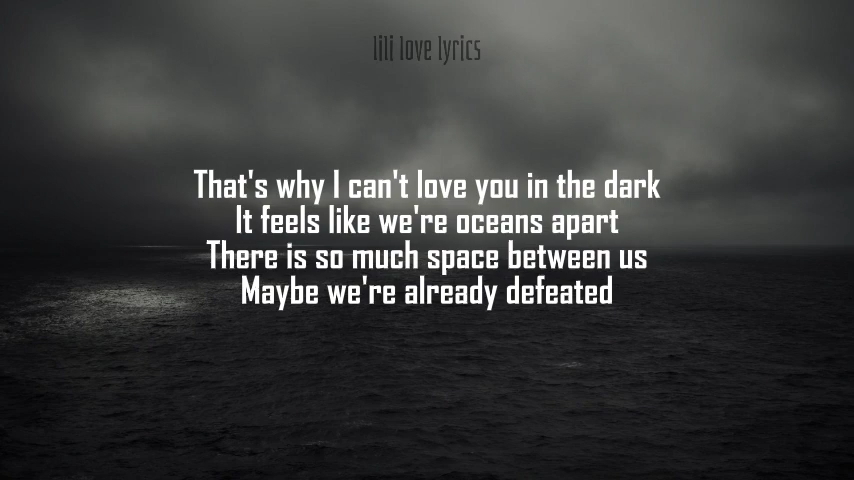 lili love lyrics
That's why I can't love you in the dark
It feels like we're oceans apart
There is so much space between us
Maybe we're already defeated